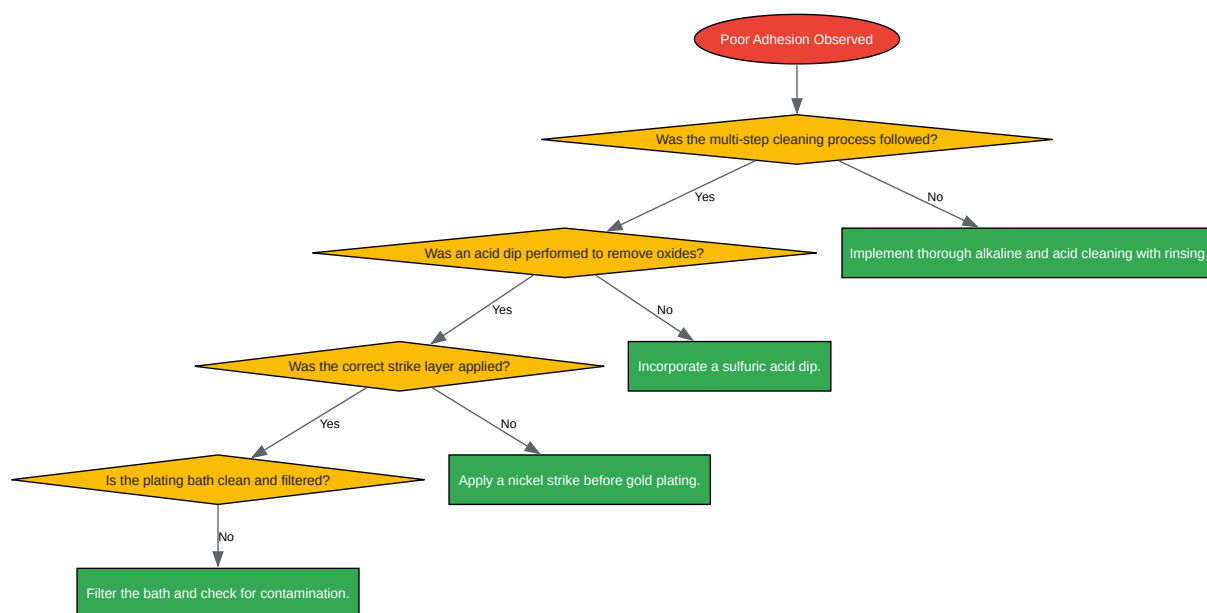 Poor Adhesion Observed
Was the multi-step cleaning process followed?
Yes
No
Was an acid dip performed to remove oxides?
Implement thorough alkaline and acid cleaning with rinsing.
Yes
No
Was the correct strike layer applied?
Incorporate a sulfuric acid dip.
Yes
No
Is the plating bath clean and filtered?
Apply a nickel strike before gold plating.
No
Filter the bath and check for contamination.